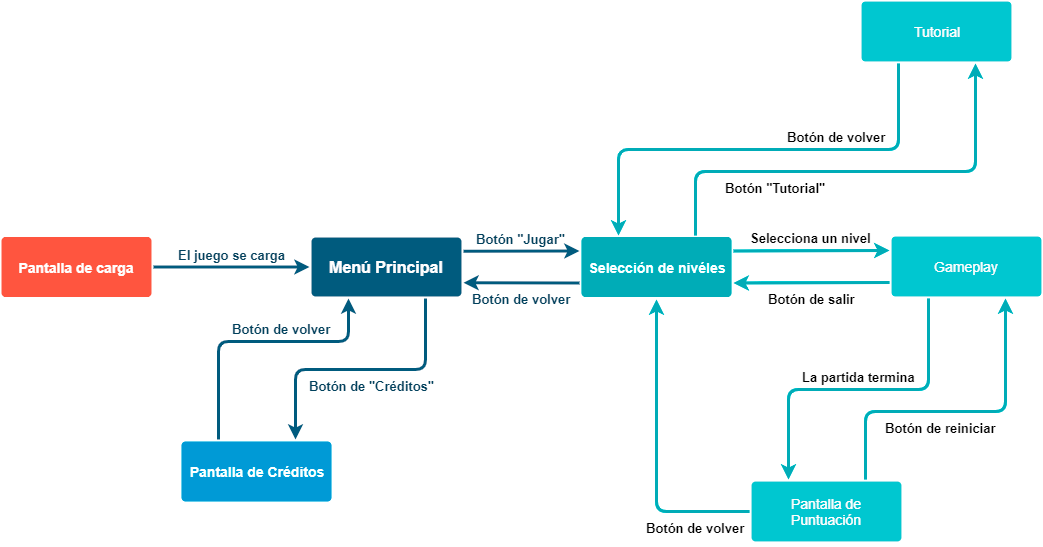 Tutorial
Botón de volver
Botón "Tutorial"
Pantalla de carga
El juego se carga
Menú Principal
Botón "Jugar"
Botón de volver
Selección de nivéles
Selecciona un nivel
Botón de salir
Gameplay
Botón de volver
Botón de "Créditos"
La partida termina
Botón de reiniciar
Pantalla de Créditos
Pantalla de
Puntuación
Botón de volver